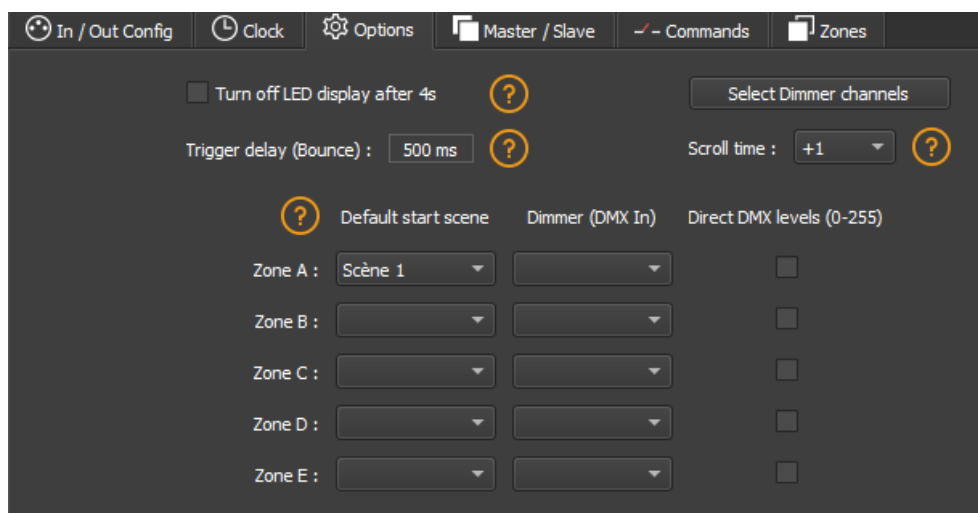 In / Out Config Clock Options Master / Slave Commands Zones
Turn off LED display after 4s ? Select Dimmer channels
Trigger delay (Bounce) : 500 ms ? Scroll time : +1 ?
? Default start scene Dimmer (DMX In) Direct DMX levels (0-255)
Zone A : Scène 1
Zone B :
Zone C :
Zone D :
Zone E :